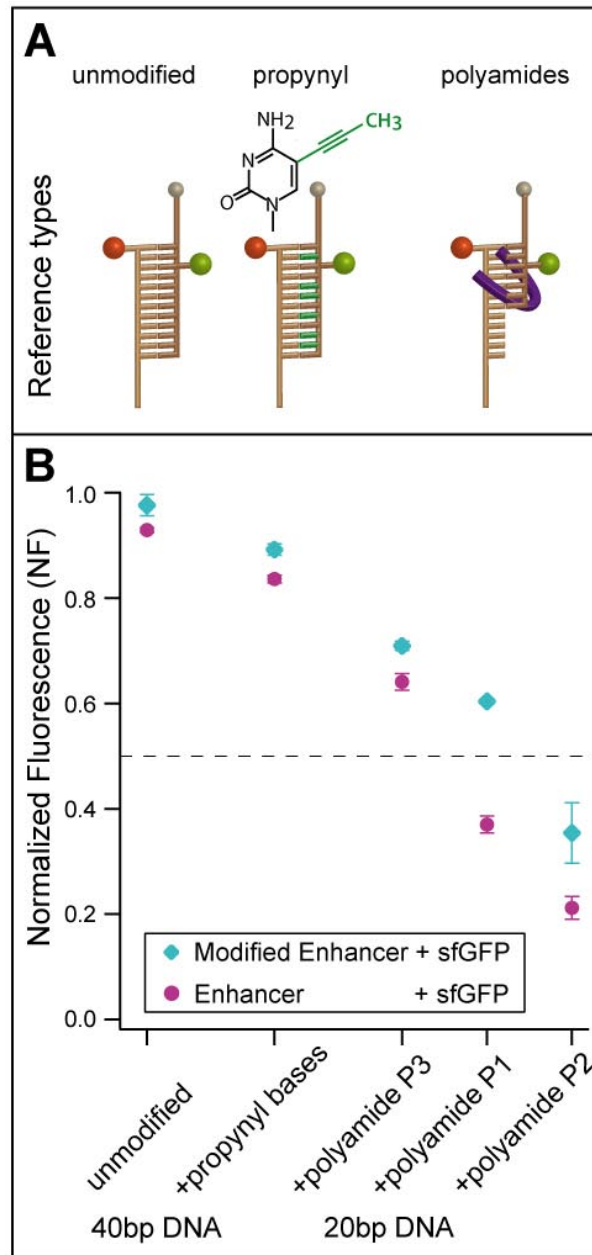 A
unmodified propynyl polyamides
NH2
CH3
N
O
N
Reference types
B
Normalized Fluorescence (NF)
1.0
0.8
0.6
0.4
0.2
0.0
Modified Enhancer + sfGFP
Enhancer + sfGFP
unmodified
+propynyl bases
+polyamide P3
+polyamide P1
+polyamide P2
40bp DNA 20bp DNA